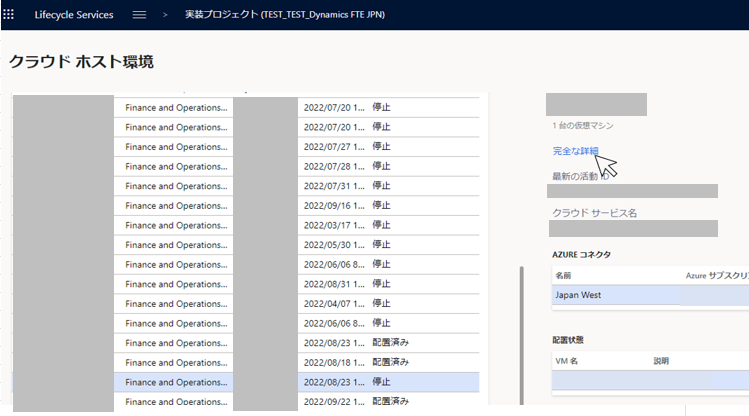 Lifecycle Services > 実装プロジェクト (TEST_TEST_Dynamics FTE JPN)
クラウド ホスト環境
Finance and Operations... 2022/07/20 1... 停止
Finance and Operations... 2022/07/20 1... 停止
Finance and Operations... 2022/07/27 1... 停止
Finance and Operations... 2022/07/28 1... 停止
Finance and Operations... 2022/07/31 1... 停止
Finance and Operations... 2022/09/16 1... 停止
Finance and Operations... 2022/03/17 1... 停止
Finance and Operations... 2022/05/30 1... 停止
Finance and Operations... 2022/06/06 8... 停止
Finance and Operations... 2022/08/31 1... 停止
Finance and Operations... 2022/04/07 1... 停止
Finance and Operations... 2022/06/06 8... 停止
Finance and Operations... 2022/08/23 1... 配置済み
Finance and Operations... 2022/08/18 1... 配置済み
Finance and Operations... 2022/08/23 1... 停止
Finance and Operations... 2022/09/22 1... 配置済み
1 台の仮想マシン
完全な詳細
最新の活動 ID
クラウド サービス名
AZURE コネクタ
名前 Azure サブスクリ
Japan West
配置状態
VM 名 説明